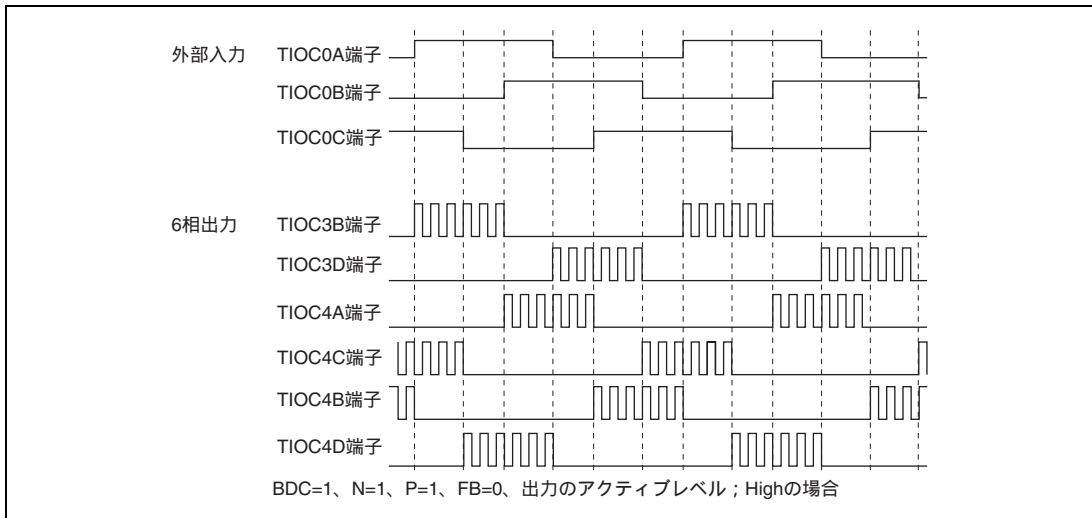 外部入力 TIOC0A端子
TIOC0B端子
TIOC0C端子
6相出力 TIOC3B端子
TIOC3D端子
TIOC4A端子
TIOC4C端子
TIOC4B端子
TIOC4D端子
BDC=1、N=1、P=1、FB=0、出力のアクティブレベル；Highの場合